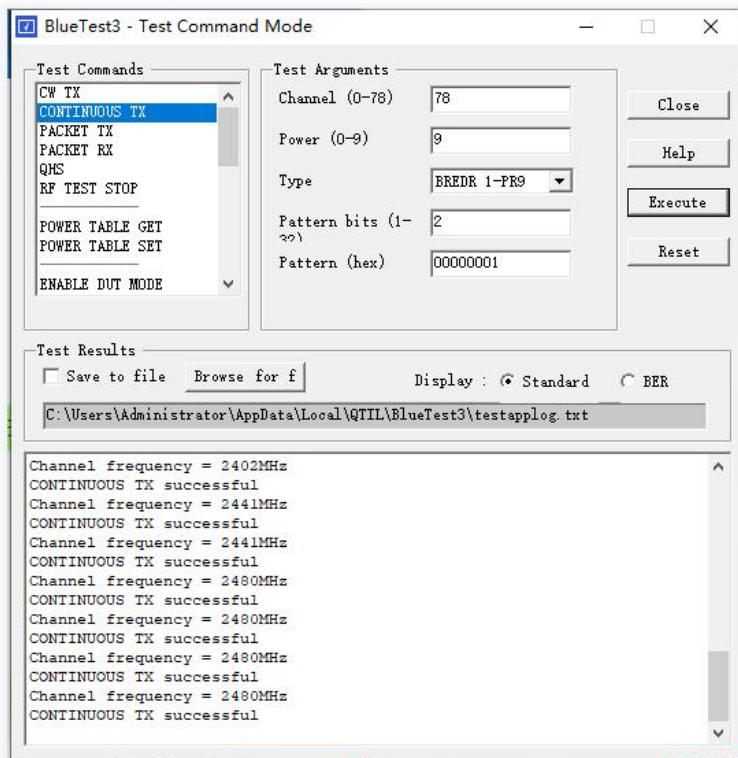 BlueTest3 - Test Command Mode
Test Commands
CW TX
CONTINUOUS TX
PACKET TX
PACKET RX
QHS
RF TEST STOP
POWER TABLE GET
POWER TABLE SET
ENABLE DUT MODE
Test Arguments
Channel (0-78) 78
Power (0-9) 9
Type BREDR 1-PR9
Pattern bits (1-32) 2
Pattern (hex) 00000001
Close
Help
Execute
Reset
Test Results
Save to file Browse for f Display : Standard BER
C:\Users\Administrator\AppData\Local\QTIL\BlueTest3\testapplog.txt
Channel frequency = 2402MHz
CONTINUOUS TX successful
Channel frequency = 2441MHz
CONTINUOUS TX successful
Channel frequency = 2441MHz
CONTINUOUS TX successful
Channel frequency = 2480MHz
CONTINUOUS TX successful
Channel frequency = 2480MHz
CONTINUOUS TX successful
Channel frequency = 2480MHz
CONTINUOUS TX successful
Channel frequency = 2480MHz
CONTINUOUS TX successful